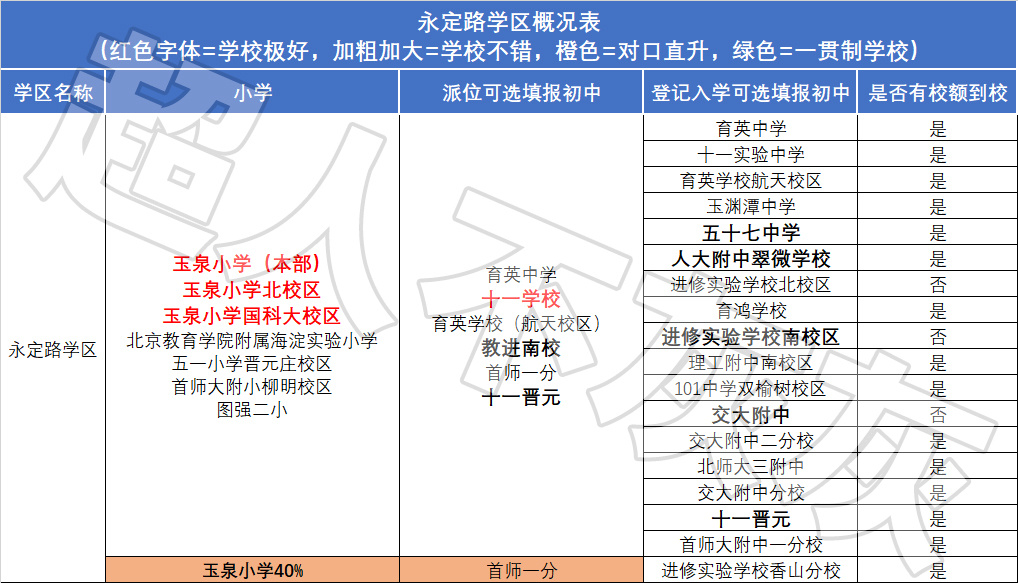 永定路学区概况表
（红色字体=学校极好，加粗加大=学校不错，橙色=对口直升，绿色=一贯制学校）
学区名称 小学 派位可选填报初中 登记入学可选填报初中 是否有校额到校
永定路学区
玉泉小学（本部）
玉泉小学北校区
玉泉小学国科大校区
北京教育学院附属海淀实验小学
五一小学晋元庄校区
首师大附小柳明校区
图强二小
育英中学
十一学校
育英学校（航天校区）
教进南校
首师一分
十一晋元
育英中学 是
十一实验中学 是
育英学校航天校区 是
玉渊潭中学 是
五十七中学 是
人大附中翠微学校 是
进修实验学校北校区 否
育鸿学校 是
进修实验学校南校区 否
理工附中南校区 是
101中学双榆树校区 是
交大附中 否
交大附中二分校 是
北师大三附中 是
交大附中分校 是
十一晋元 是
首师大附中一分校 是
玉泉小学40% 首师一分 进修实验学校香山分校 是
超人不灰灰